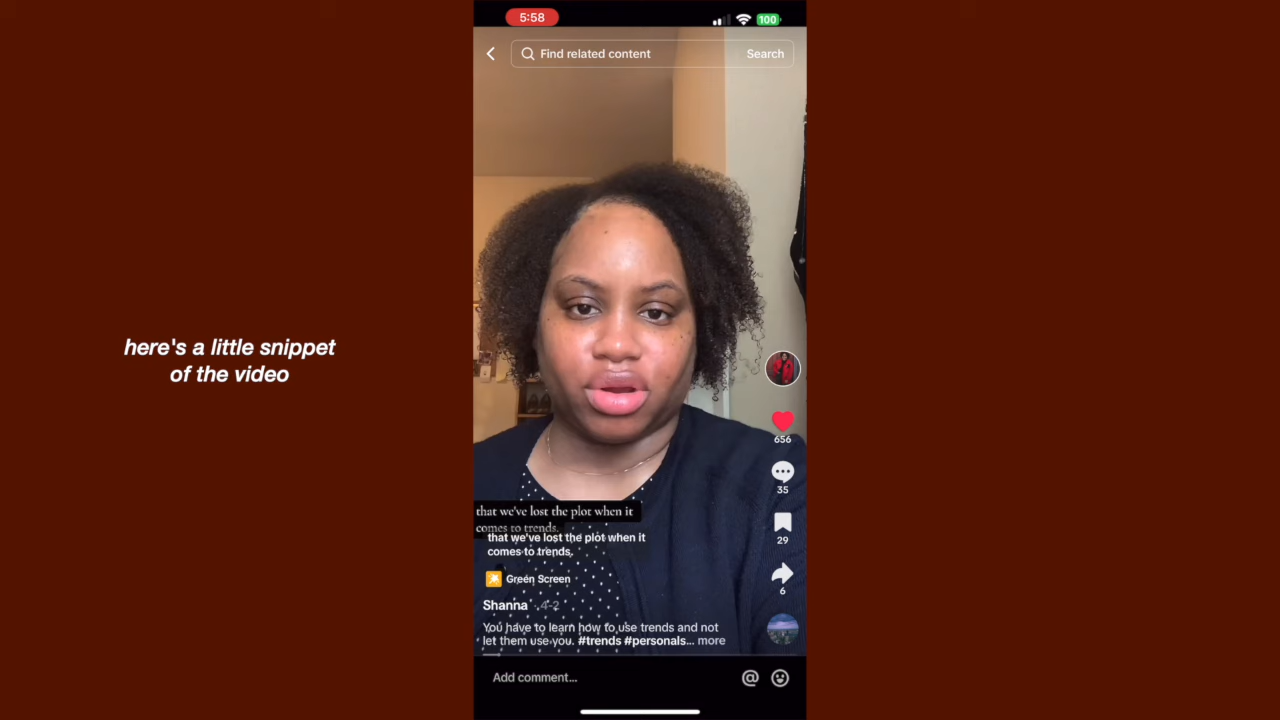 5:58
100
Find related content
Search
here's a little snippet
of the video
656
35
29
6
that we've lost the plot when it
comes to trends.
that we've lost the plot when it
comes to trends.
Green Screen
Shanna · 4-2
You have to learn how to use trends and not
let them use you. #trends #personals... more
Add comment...